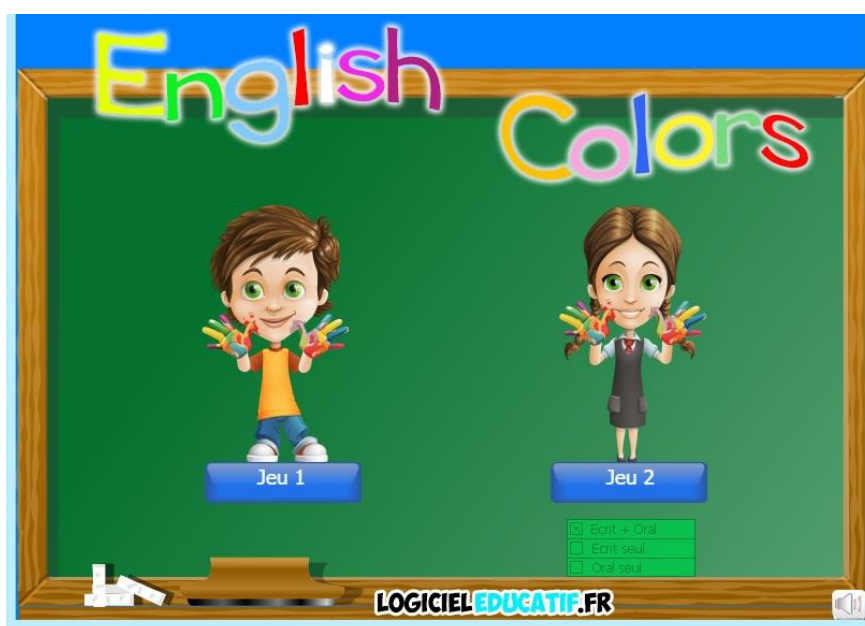 English
Colors
Jeu 1
Jeu 2
Ecrit + Oral
Ecrit seul
Oral seul
LOGICIELEDUCATIF.FR